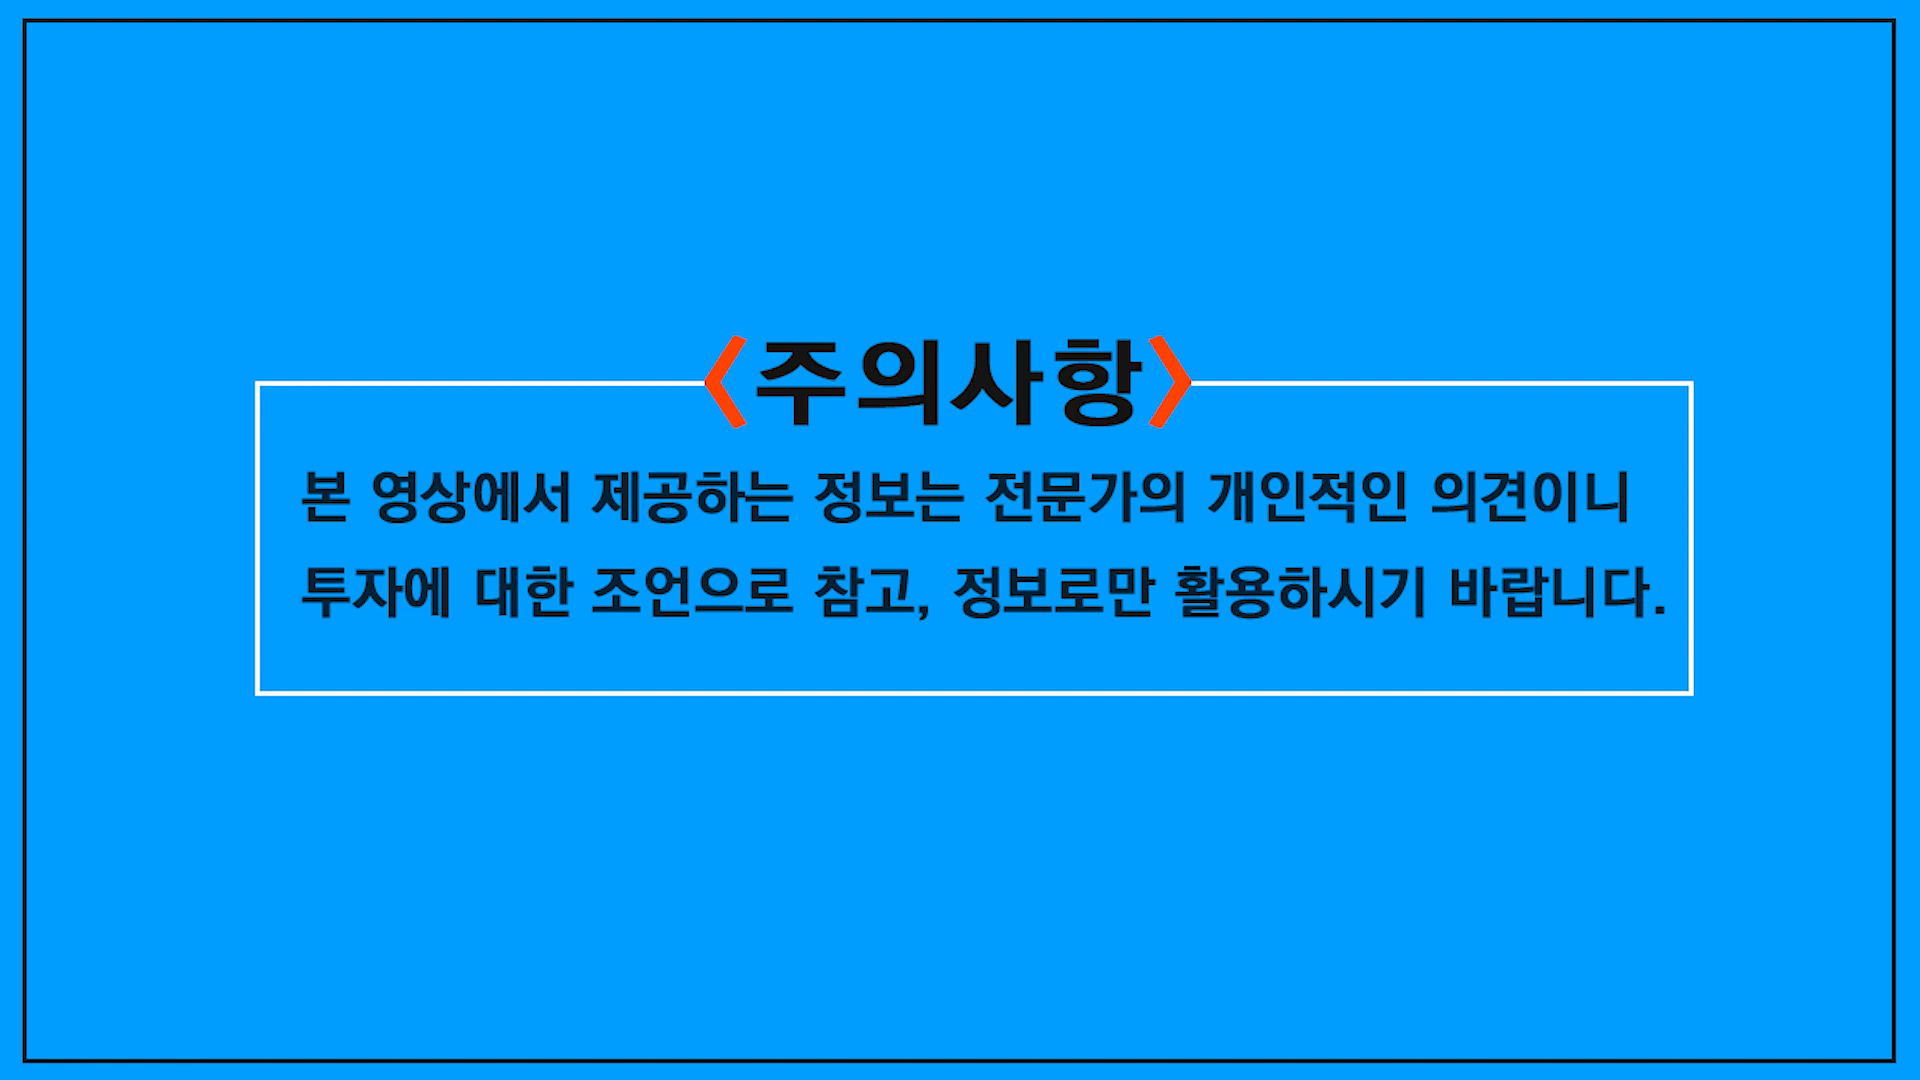 〈주의사항〉
본 영상에서 제공하는 정보는 전문가의 개인적인 의견이니
투자에 대한 조언으로 참고, 정보로만 활용하시기 바랍니다.